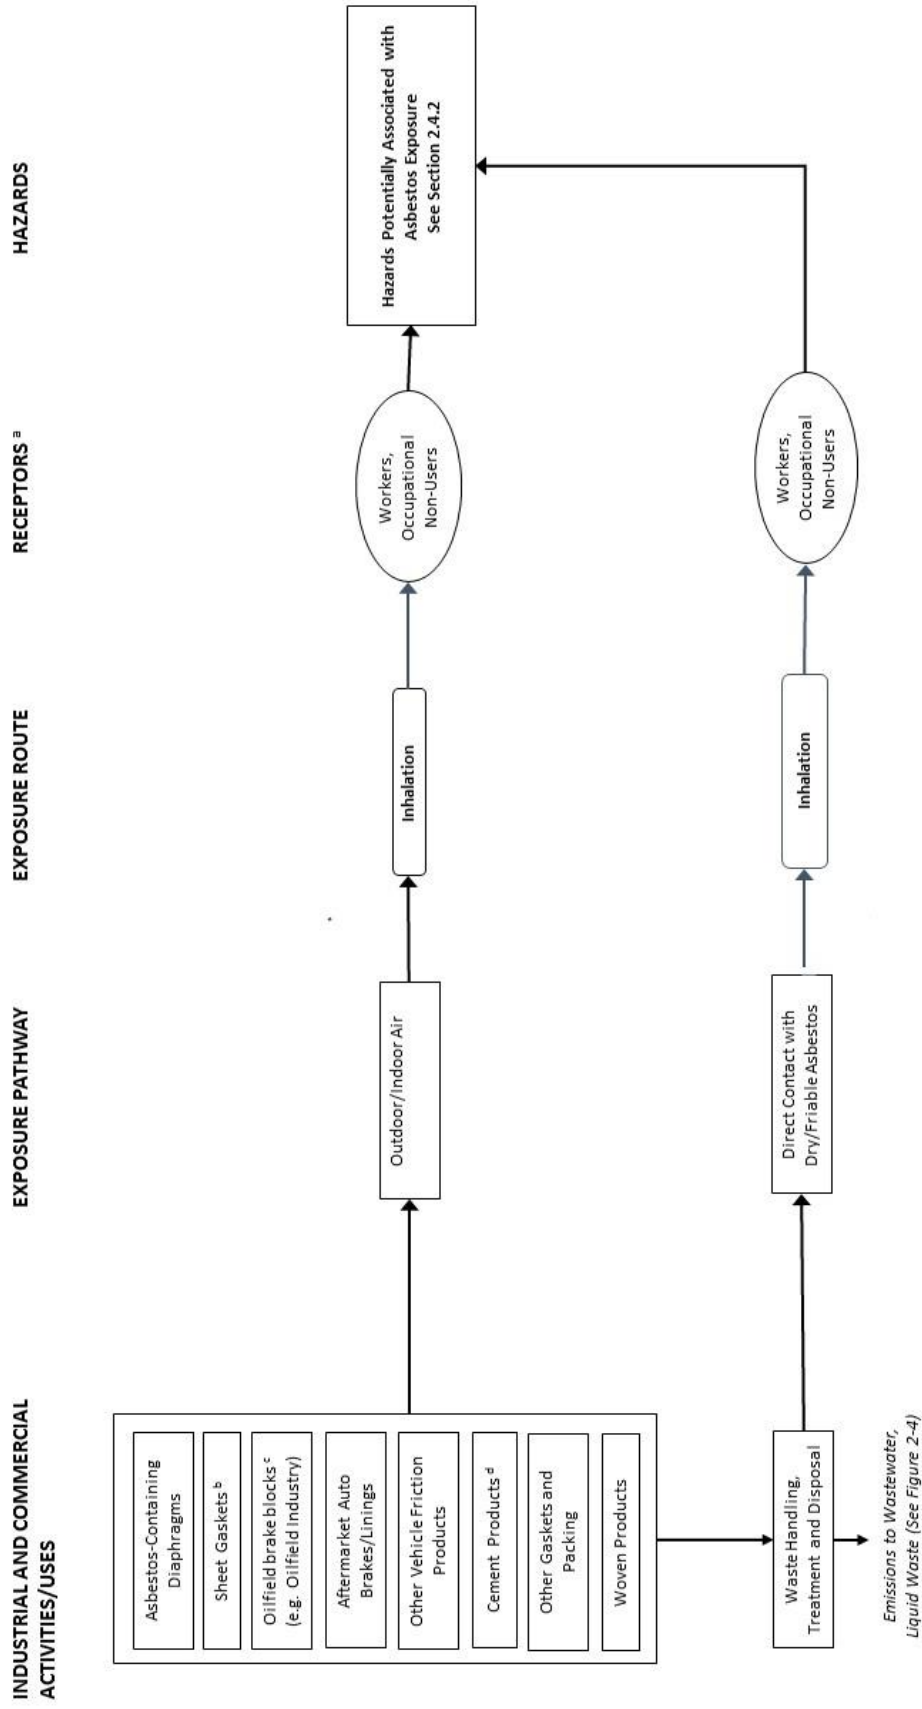 INDUSTRIAL AND COMMERCIAL
ACTIVITIES/USES
EXPOSURE PATHWAY
EXPOSURE ROUTE
RECEPTORS a
HAZARDS
Asbestos-Containing
Diaphragms
Sheet Gaskets b
Oilfield brake blocks c
(e.g. Oilfield Industry)
Aftermarket Auto
Brakes/Linings
Other Vehicle Friction
Products
Cement Products d
Other Gaskets and
Packing
Woven Products
Outdoor/Indoor Air
Inhalation
Workers,
Occupational
Non-Users
Hazards Potentially Associated with
Asbestos Exposure
See Section 2.4.2
Waste Handling,
Treatment and Disposal
Direct Contact with
Dry/Friable Asbestos
Inhalation
Workers,
Occupational
Non-Users
Emissions to Wastewater,
Liquid Waste (See Figure 2-4)